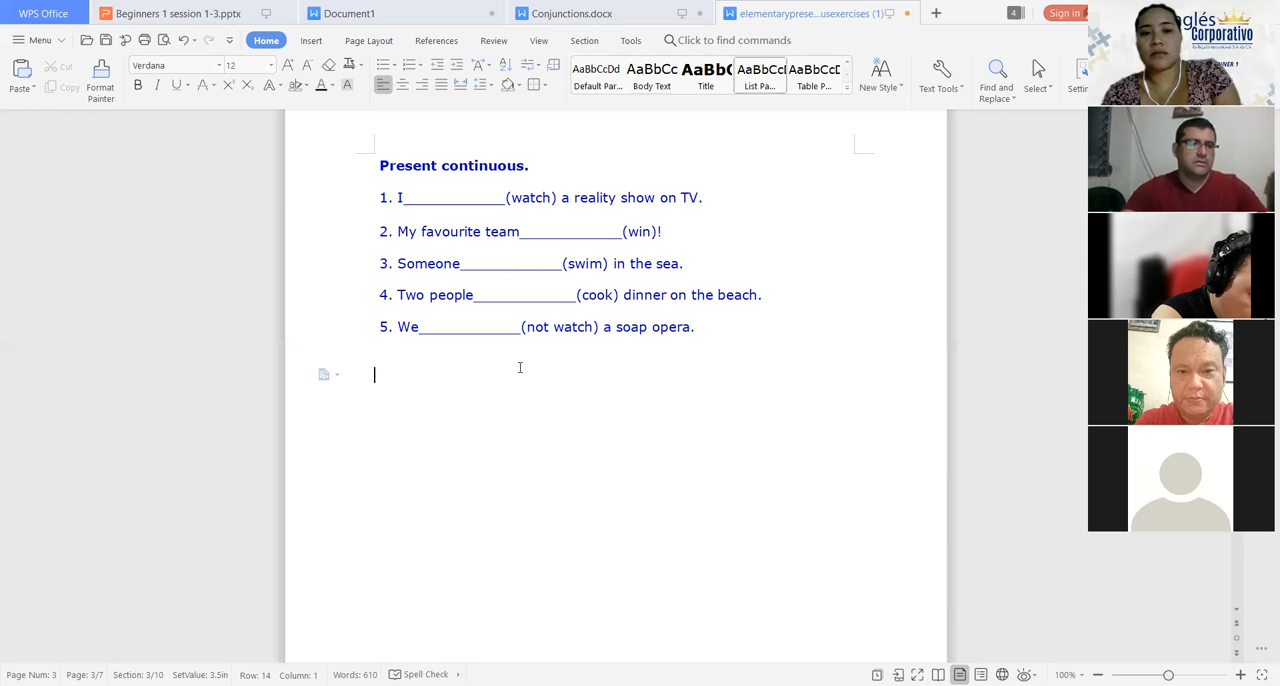 WPS Office
Beginners 1 session 1-3.pptx
Document1
Conjunctions.docx
elementaryprese...usexercises (1)
4
Sign in
Menu
Home
Insert
Page Layout
References
Review
View
Section
Tools
Click to find commands
Paste
Cut
Copy
Format
Painter
Verdana
12
AaBbCcDd
Default Par...
AaBbCc
Body Text
AaBb
Title
AaBbCc
List Pa...
AaBbCc
Table P...
New Style
Text Tools
Find and
Replace
Select
Inglés
Corporativo
Present continuous.
1. I_____________(watch) a reality show on TV.
2. My favourite team_____________(win)!
3. Someone_____________(swim) in the sea.
4. Two people_____________(cook) dinner on the beach.
5. We_____________(not watch) a soap opera.
Page Num: 3
Page: 3/7
Section: 3/10
SetValue: 3.5in
Row: 14
Column: 1
Words: 610
Spell Check
100%